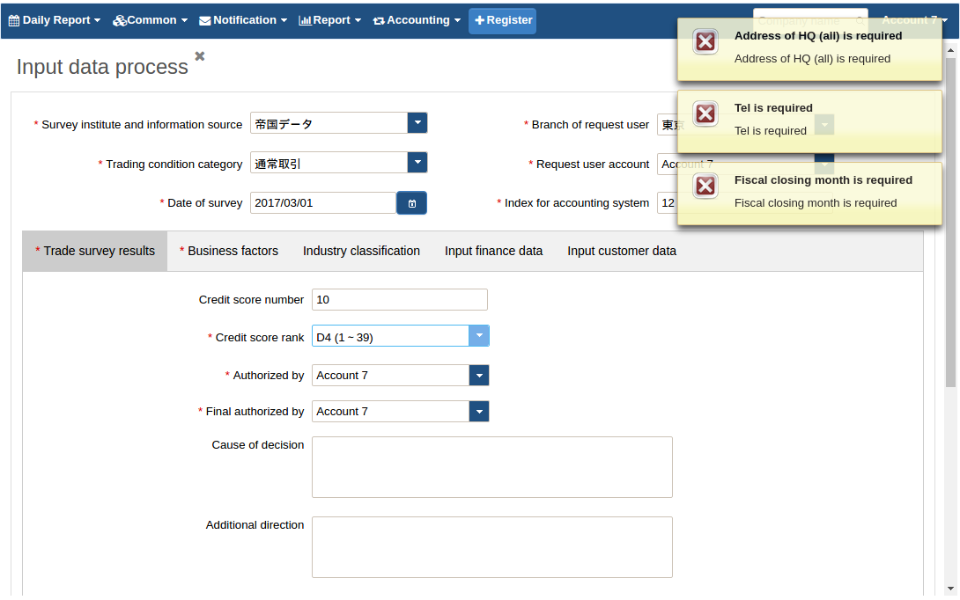 Daily Report Common Notification Report Accounting Register Account 7
Address of HQ (all) is required
Address of HQ (all) is required
Input data process
Tel is required
Tel is required
* Survey institute and information source 帝国データ * Branch of request user 東京
* Trading condition category 通常取引 * Request user account Account 7
Fiscal closing month is required
Fiscal closing month is required
* Date of survey 2017/03/01 * Index for accounting system 12
* Trade survey results * Business factors Industry classification Input finance data Input customer data
Credit score number 10
* Credit score rank D4 (1 ~ 39)
* Authorized by Account 7
* Final authorized by Account 7
Cause of decision
Additional direction